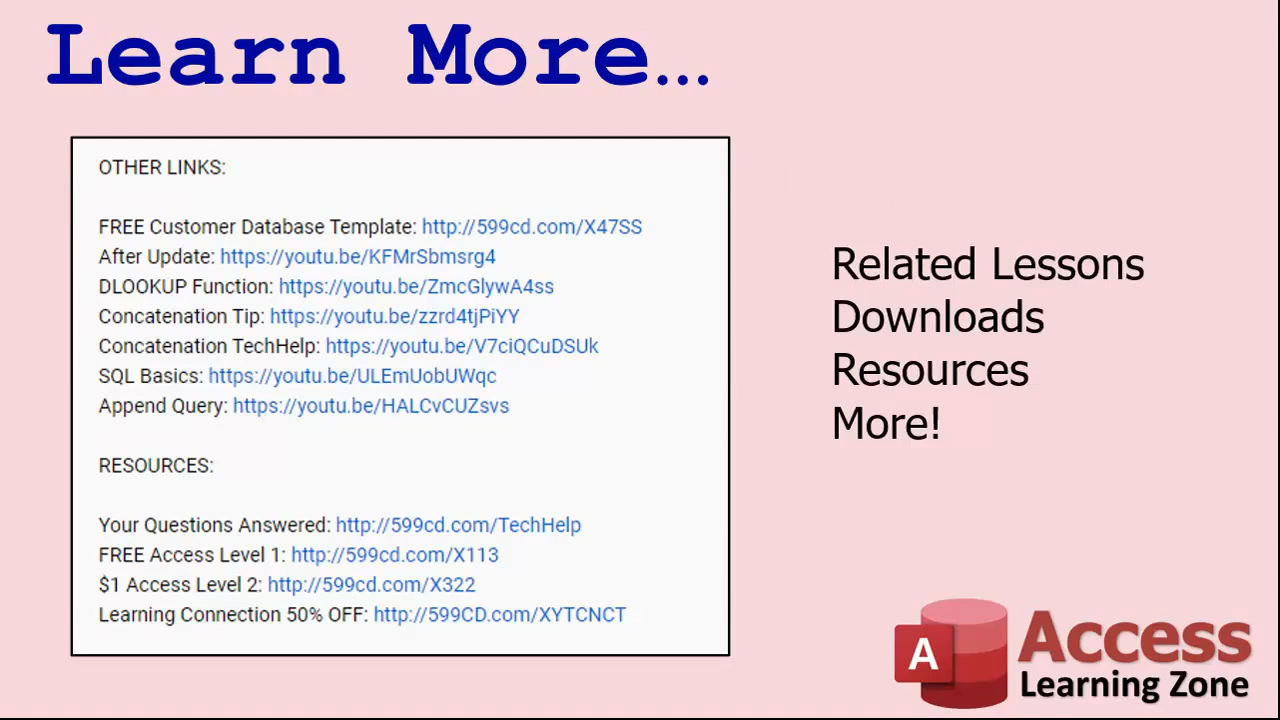 Learn More...
OTHER LINKS:
FREE Customer Database Template: http://599cd.com/X47SS
After Update: https://youtu.be/KFMrSbmsrg4
DLOOKUP Function: https://youtu.be/ZmcGlywA4ss
Concatenation Tip: https://youtu.be/zzrd4tjPiYY
Concatenation TechHelp: https://youtu.be/V7ciQCuDSUk
SQL Basics: https://youtu.be/ULEmUobUWqc
Append Query: https://youtu.be/HALCvCUZsvs
RESOURCES:
Your Questions Answered: http://599cd.com/TechHelp
FREE Access Level 1: http://599cd.com/X113
$1 Access Level 2: http://599cd.com/X322
Learning Connection 50% OFF: http://599CD.com/XYTCNCT
Related Lessons
Downloads
Resources
More!
A
Access
Learning Zone